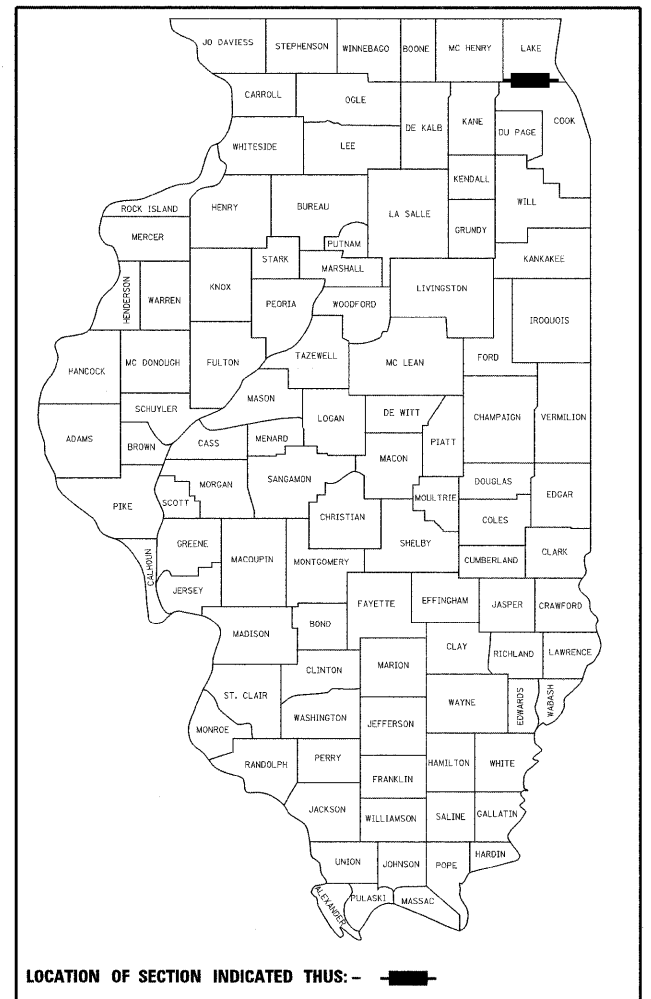 JO DAVIESS
STEPHENSON
WINNEBAGO
BOONE
MC HENRY
LAKE
CARROLL
OGLE
DE KALB
KANE
COOK
DU PAGE
WHITESIDE
LEE
KENDALL
WILL
ROCK ISLAND
HENRY
BUREAU
LA SALLE
GRUNDY
MERCER
PUTNAM
KANKAKEE
STARK
MARSHALL
HENDERSON
WARREN
KNOX
PEORIA
WOODFORD
LIVINGSTON
IROQUOIS
HANCOCK
MC DONOUGH
FULTON
TAZEWELL
MC LEAN
FORD
MASON
SCHUYLER
LOGAN
DE WITT
CHAMPAIGN
VERMILION
ADAMS
BROWN
CASS
MENARD
PIATT
MACON
MORGAN
SANGAMON
DOUGLAS
PIKE
SCOTT
MOULTRIE
EDGAR
CHRISTIAN
COLES
GREENE
MACOUPIN
MONTGOMERY
SHELBY
CALHOUN
CUMBERLAND
CLARK
JERSEY
FAYETTE
EFFINGHAM
JASPER
CRAWFORD
MADISON
BOND
CLAY
RICHLAND
LAWRENCE
CLINTON
MARION
ST. CLAIR
WAYNE
EDWARDS
WABASH
WASHINGTON
JEFFERSON
MONROE
RANDOLPH
PERRY
HAMILTON
WHITE
FRANKLIN
JACKSON
WILLIAMSON
SALINE
GALLATIN
UNION
JOHNSON
POPE
HARDIN
ALEXANDER
PULASKI
MASSAC
LOCATION OF SECTION INDICATED THUS: -